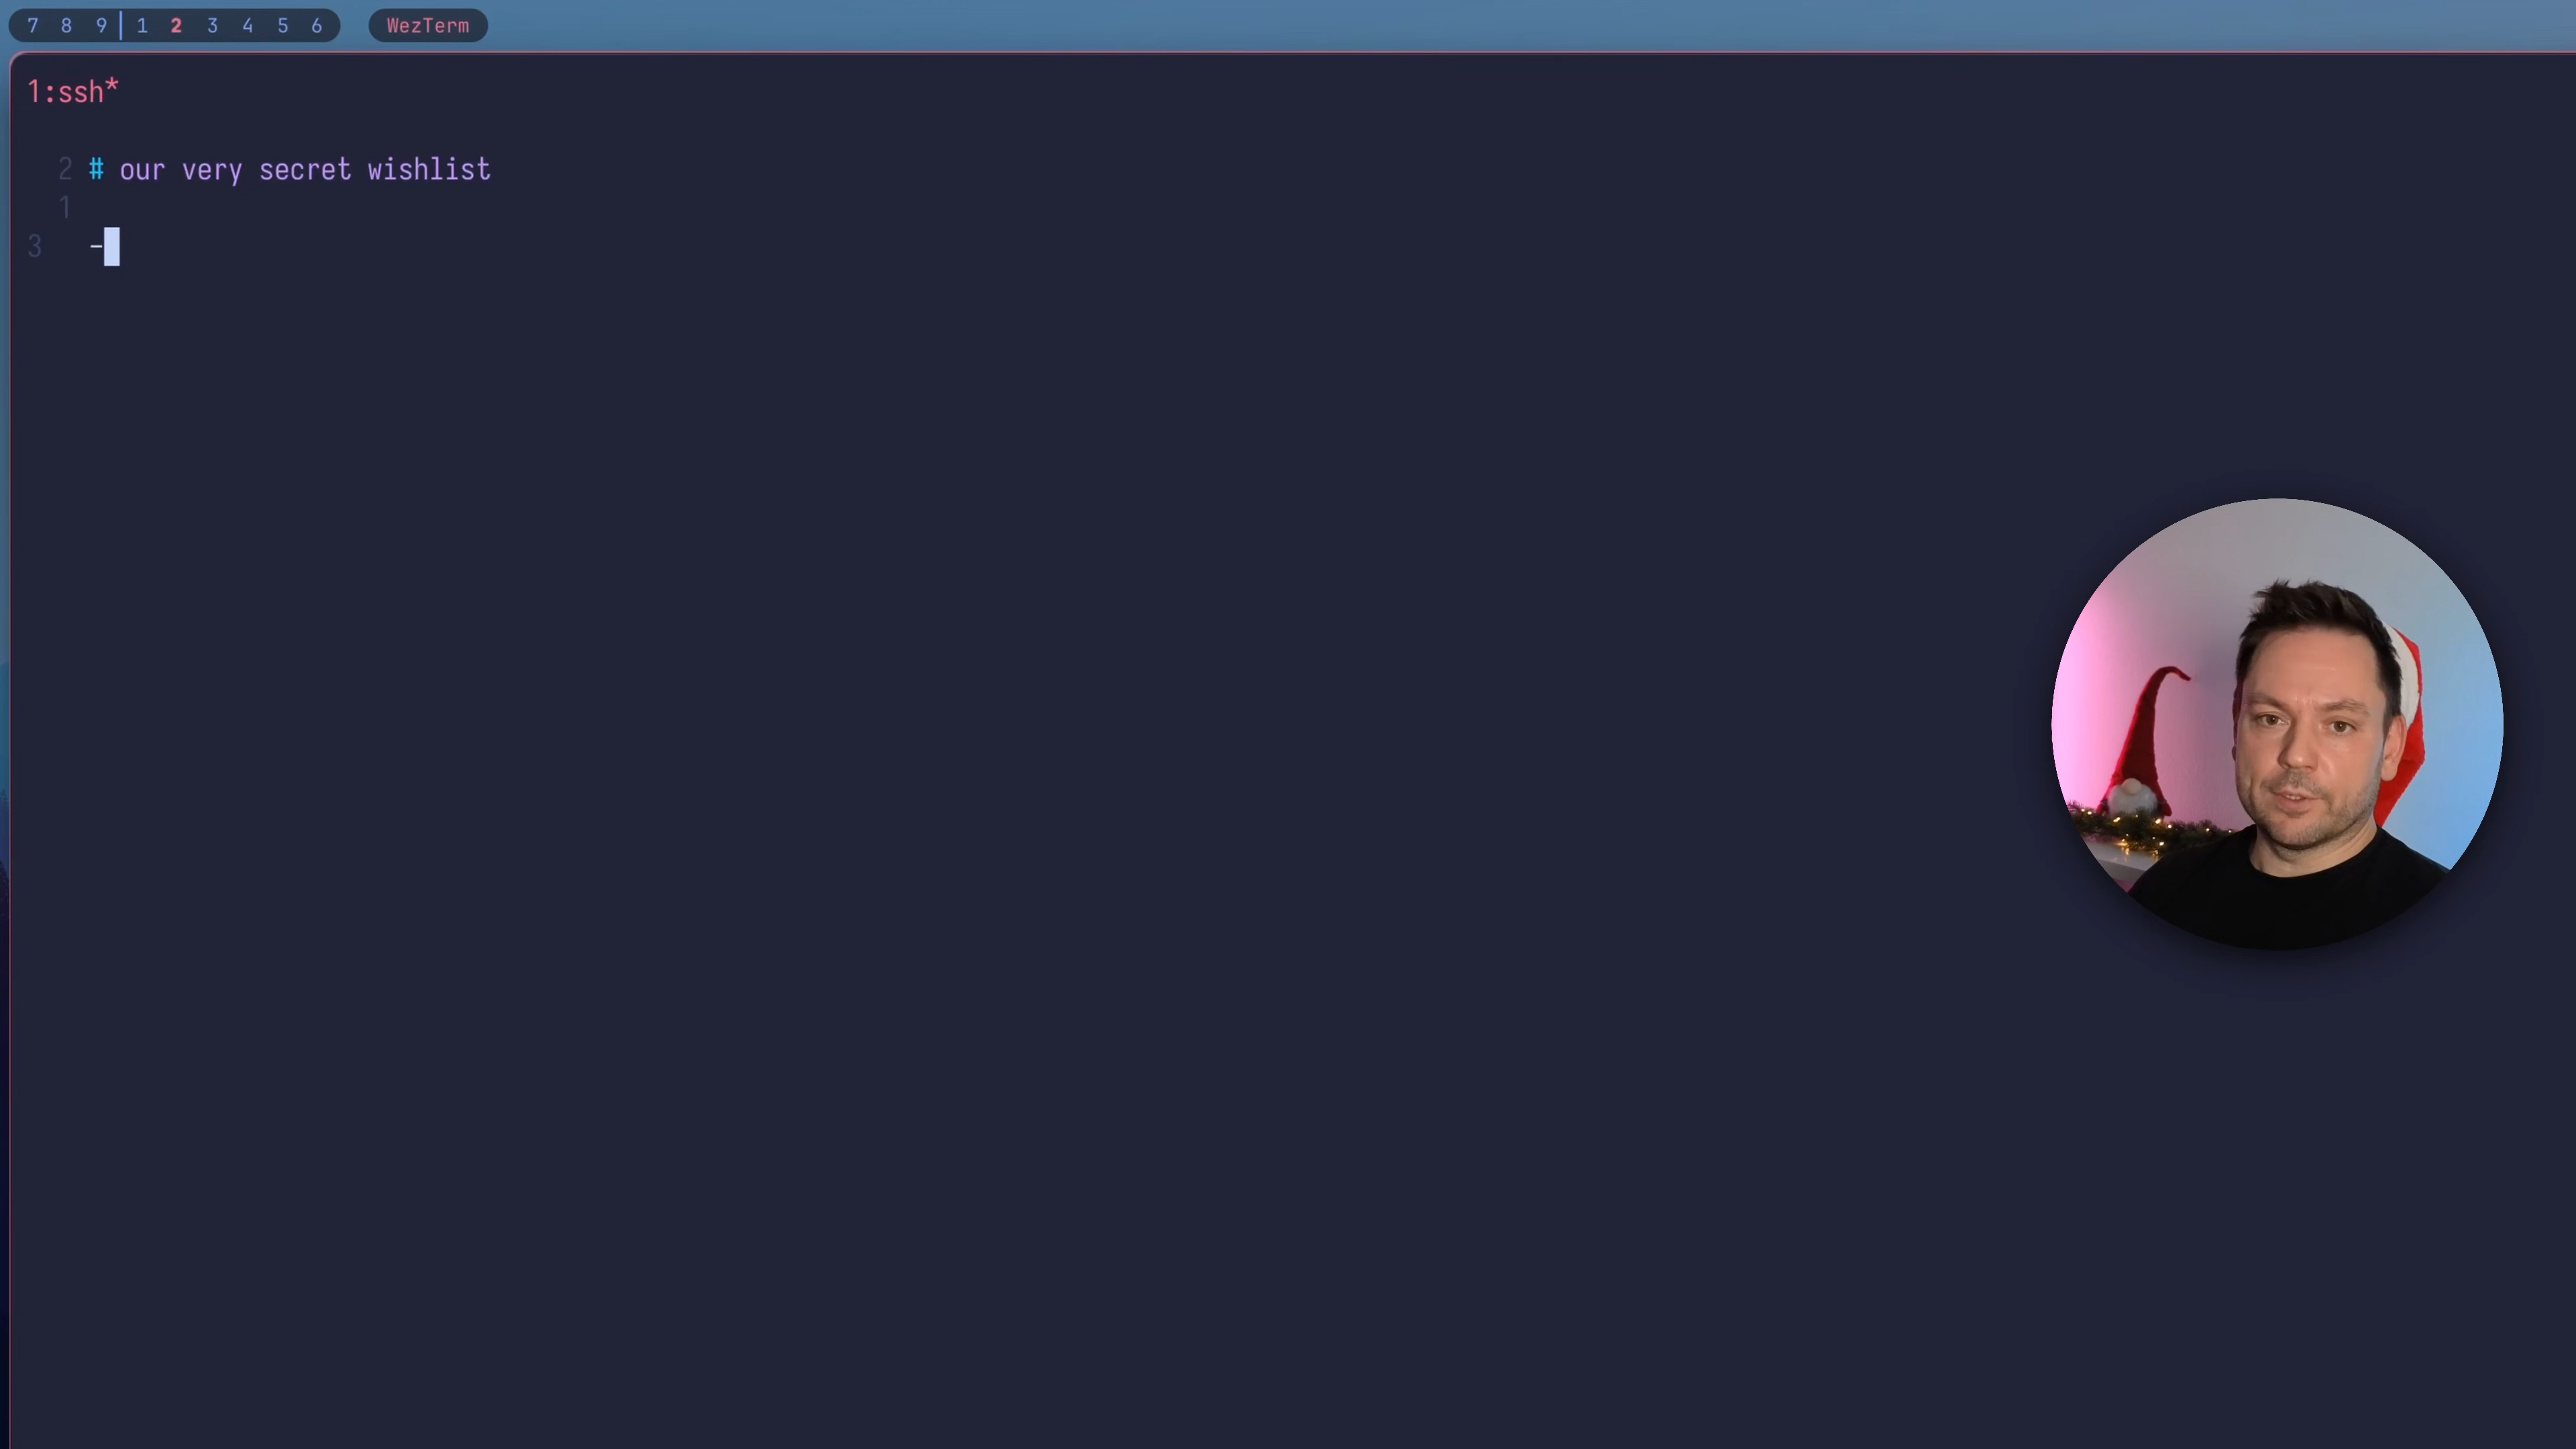 7 8 9 | 1 2 3 4 5 6 WezTerm
1:ssh*
2 # our very secret wishlist
1
3 -